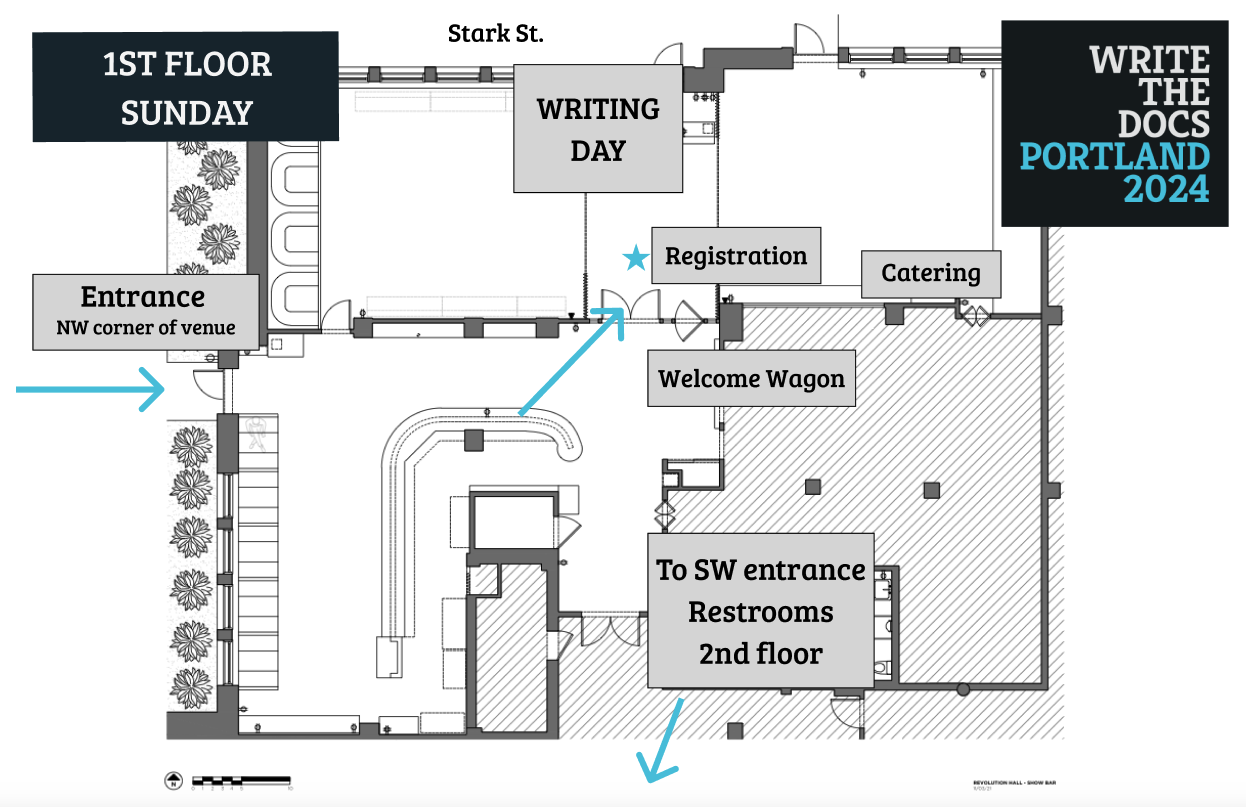 Stark St.
1ST FLOOR
SUNDAY
WRITE
THE
DOCS
PORTLAND
2024
WRITING
DAY
Registration
Catering
Entrance
NW corner of venue
Welcome Wagon
To SW entrance
Restrooms
2nd floor
N
0 1 2 3 4 5 10
REVOLUTION HALL - SHOW BAR